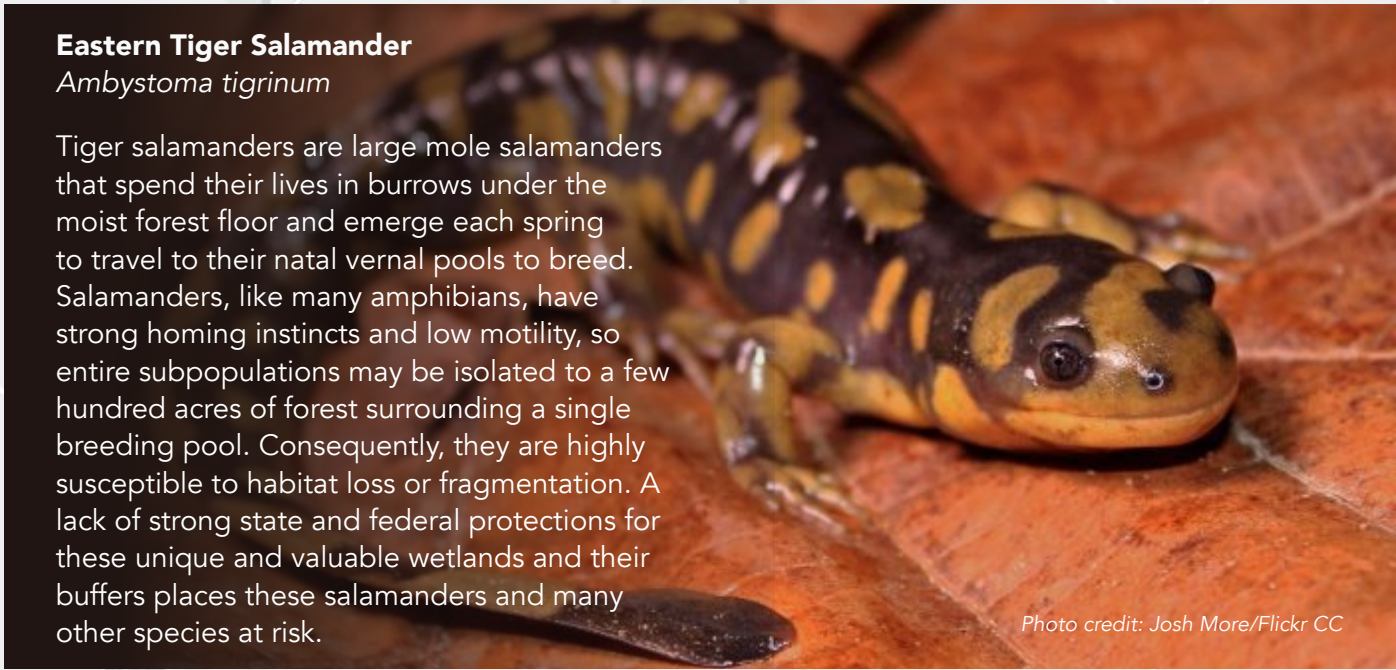 Eastern Tiger Salamander
Ambystoma tigrinum
Tiger salamanders are large mole salamanders
that spend their lives in burrows under the
moist forest floor and emerge each spring
to travel to their natal vernal pools to breed.
Salamanders, like many amphibians, have
strong homing instincts and low motility, so
entire subpopulations may be isolated to a few
hundred acres of forest surrounding a single
breeding pool. Consequently, they are highly
susceptible to habitat loss or fragmentation. A
lack of strong state and federal protections for
these unique and valuable wetlands and their
buffers places these salamanders and many
other species at risk.
Photo credit: Josh More/Flickr CC